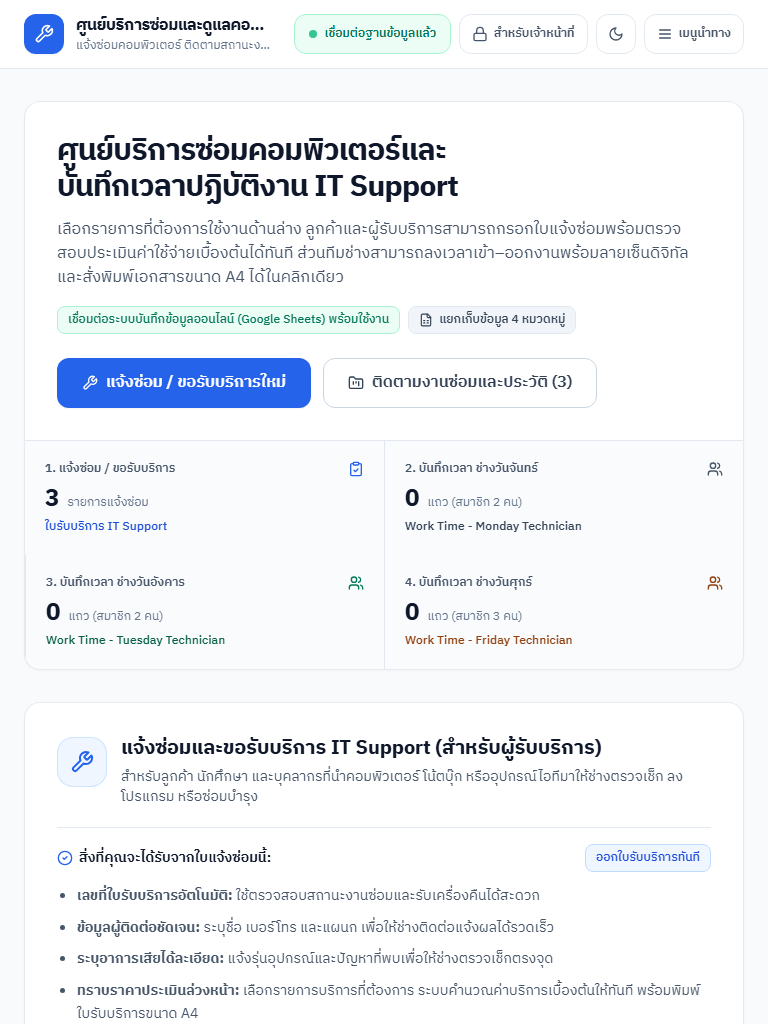 ศูนย์บริการซ่อมและดูแลคอ...
แจ้งซ่อมคอมพิวเตอร์ ติดตามสถานะง...
เชื่อมต่อฐานข้อมูลแล้ว
สำหรับเจ้าหน้าที่
เมนูนำทาง
ศูนย์บริการซ่อมคอมพิวเตอร์และ
บันทึกเวลาปฏิบัติงาน IT Support
เลือกรายการที่ต้องการใช้งานด้านล่าง ลูกค้าและผู้รับบริการสามารถกรอกใบแจ้งซ่อมพร้อมตรวจ
สอบประเมินค่าใช้จ่ายเบื้องต้นได้ทันที ส่วนทีมช่างสามารถลงเวลาเข้า–ออกงานพร้อมลายเซ็นดิจิทัล
และสั่งพิมพ์เอกสารขนาด A4 ได้ในคลิกเดียว
เชื่อมต่อระบบบันทึกข้อมูลออนไลน์ (Google Sheets) พร้อมใช้งาน
แยกเก็บข้อมูล 4 หมวดหมู่
แจ้งซ่อม / ขอรับบริการใหม่
ติดตามงานซ่อมและประวัติ (3)
1. แจ้งซ่อม / ขอรับบริการ
3 รายการแจ้งซ่อม
ใบรับบริการ IT Support
2. บันทึกเวลา ช่างวันจันทร์
0 แถว (สมาชิก 2 คน)
Work Time - Monday Technician
3. บันทึกเวลา ช่างวันอังคาร
0 แถว (สมาชิก 2 คน)
Work Time - Tuesday Technician
4. บันทึกเวลา ช่างวันศุกร์
0 แถว (สมาชิก 3 คน)
Work Time - Friday Technician
แจ้งซ่อมและขอรับบริการ IT Support (สำหรับผู้รับบริการ)
สำหรับลูกค้า นักศึกษา และบุคลากรที่นำคอมพิวเตอร์ โน้ตบุ๊ก หรืออุปกรณ์ไอทีมาให้ช่างตรวจเช็ก ลง
โปรแกรม หรือซ่อมบำรุง
สิ่งที่คุณจะได้รับจากใบแจ้งซ่อมนี้:
ออกใบรับบริการทันที
เลขที่ใบรับบริการอัตโนมัติ: ใช้ตรวจสอบสถานะงานซ่อมและรับเครื่องคืนได้สะดวก
ข้อมูลผู้ติดต่อชัดเจน: ระบุชื่อ เบอร์โทร และแผนก เพื่อให้ช่างติดต่อแจ้งผลได้รวดเร็ว
ระบุอาการเสียได้ละเอียด: แจ้งรุ่นอุปกรณ์และปัญหาที่พบเพื่อให้ช่างตรวจเช็กตรงจุด
ทราบราคาประเมินล่วงหน้า: เลือกรายการบริการที่ต้องการ ระบบคำนวณค่าบริการเบื้องต้นให้ทันที พร้อมพิมพ์
ใบรับบริการขนาด A4